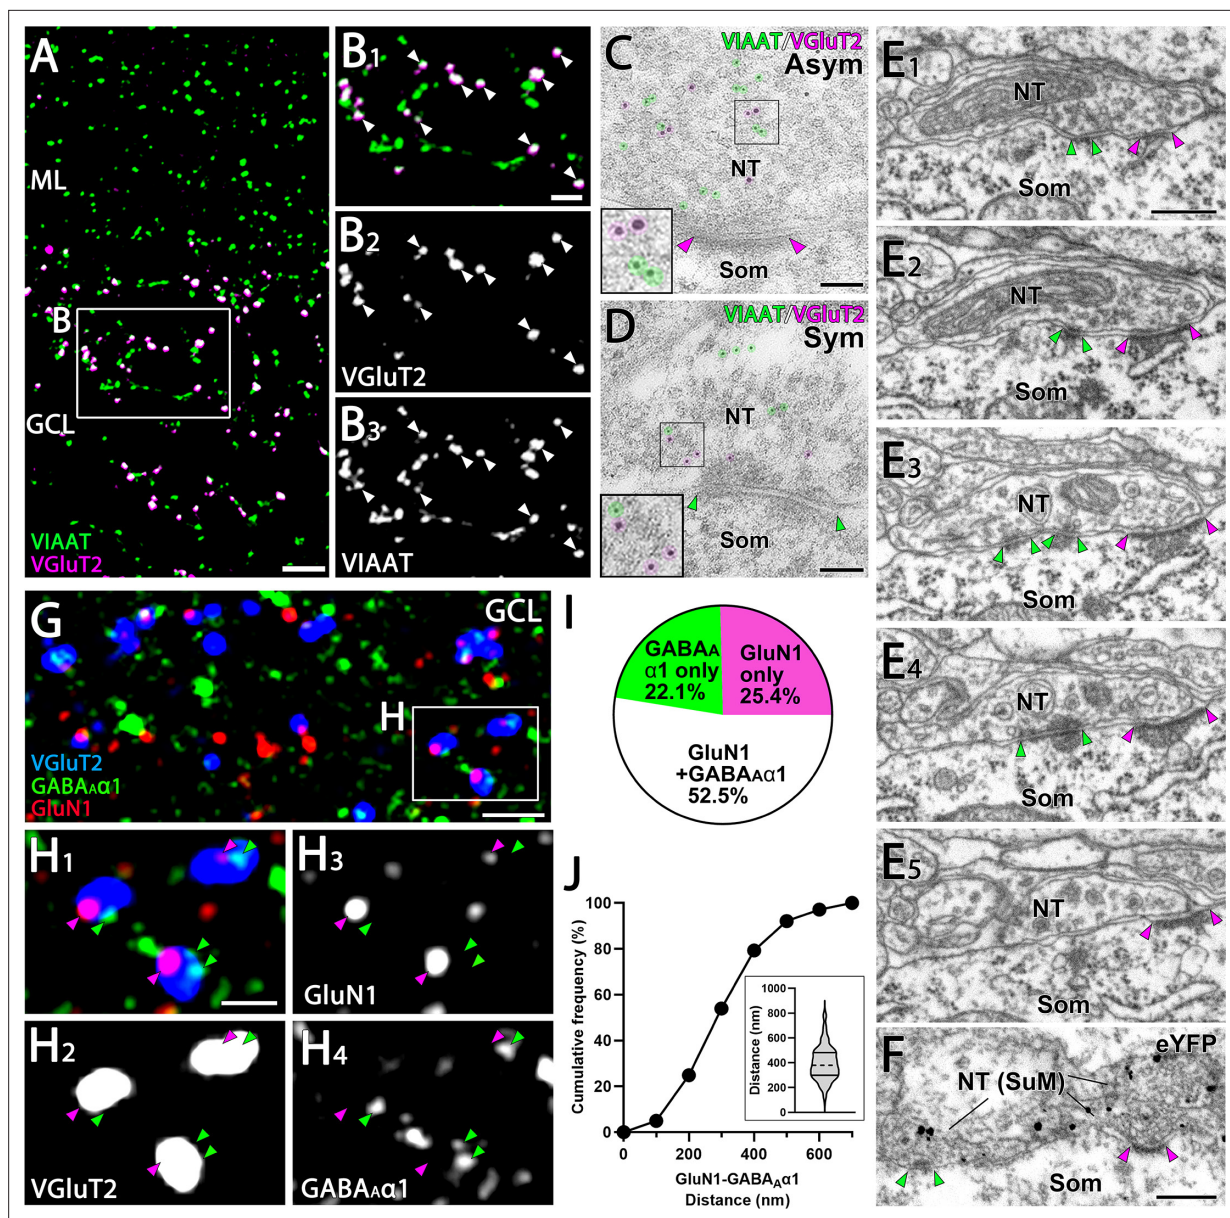 A
ML
B
GCL
VIAAT
VGluT2
B1
B2
VGluT2
B3
VIAAT
C
VIAAT/VGluT2
Asym
NT
Som
D
VIAAT/VGluT2
Sym
NT
Som
E1
NT
Som
E2
NT
Som
E3
NT
Som
E4
NT
Som
E5
NT
Som
F
eYFP
NT (SuM)
Som
G
GCL
H
VGluT2
GABAAα1
GluN1
H1
H3
GluN1
H2
VGluT2
H4
GABAAα1
I
GABAA
α1 only
22.1%
GluN1
only
25.4%
GluN1
+GABAAα1
52.5%
J
Cumulative frequency (%)
100
80
60
40
20
0
0
200
400
600
GluN1-GABAAα1
Distance (nm)
Distance (nm)
1000
800
600
400
200
0